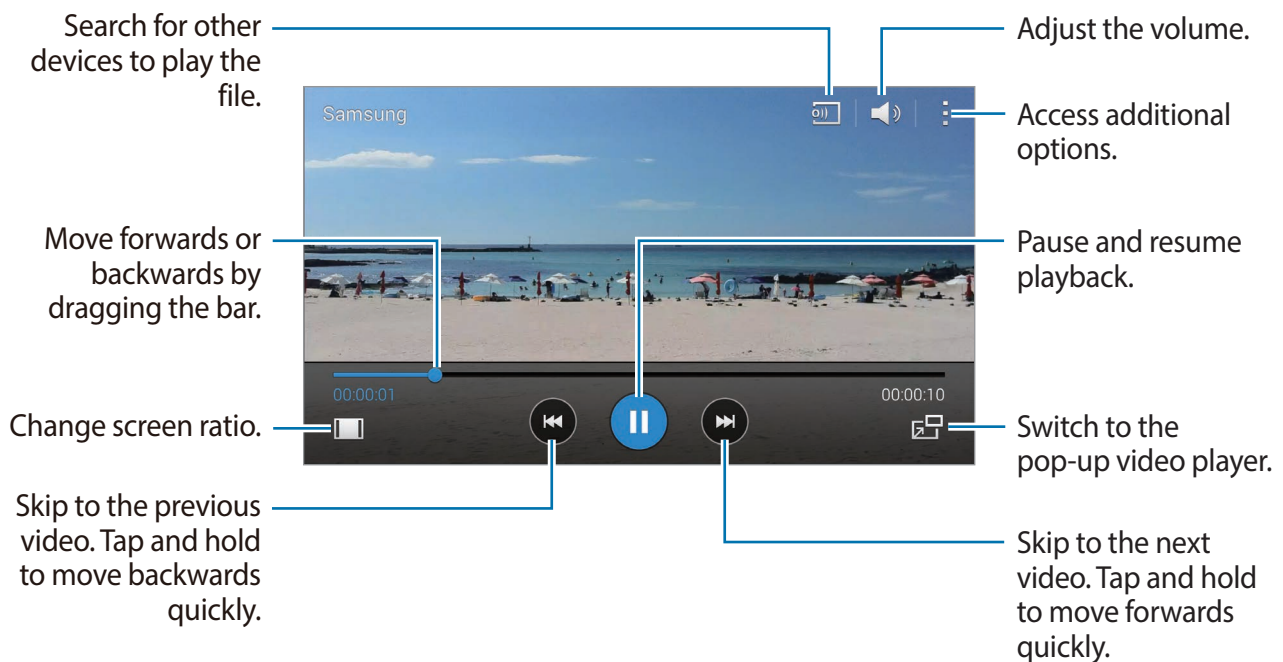 Search for other
devices to play the
file.
Adjust the volume.
Samsung
Access additional
options.
Move forwards or
backwards by
dragging the bar.
Pause and resume
playback.
00:00:01
00:00:10
Change screen ratio.
Switch to the
pop-up video player.
Skip to the previous
video. Tap and hold
to move backwards
quickly.
Skip to the next
video. Tap and hold
to move forwards
quickly.